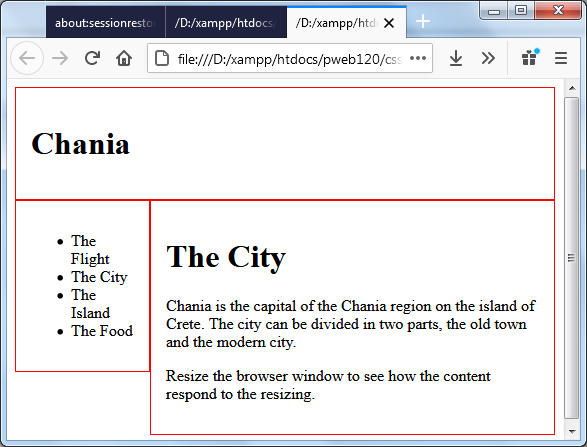 about:sessionresto
/D:/xampp/htdocs
/D:/xampp/htd
file:///D:/xampp/htdocs/pweb120/css
Chania
The
Flight
The City
The
Island
The Food
The City
Chania is the capital of the Chania region on the island of
Crete. The city can be divided in two parts, the old town
and the modern city.
Resize the browser window to see how the content
respond to the resizing.